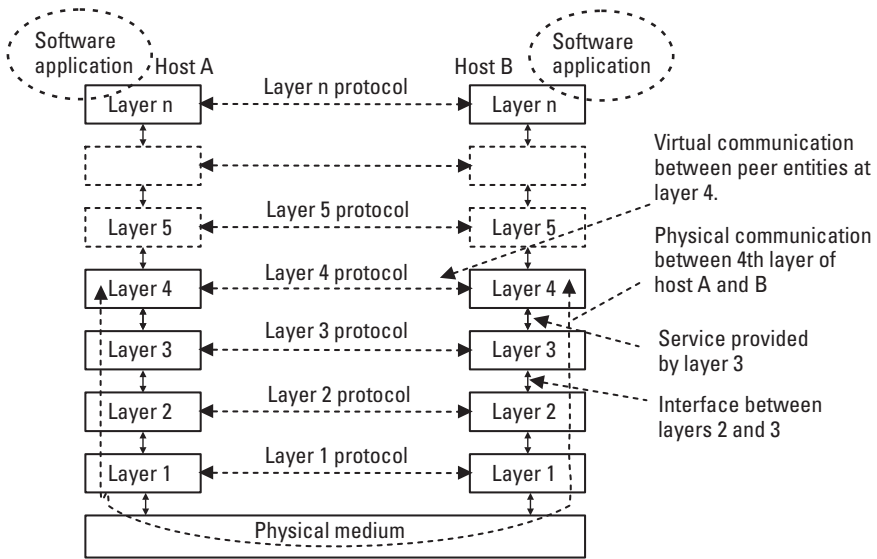 Software
application
Host A
Host B
Software
application
Layer n
Layer n protocol
Layer n
Virtual communication
between peer entities at
layer 4.
Layer 5
Layer 5 protocol
Layer 5
Physical communication
between 4th layer of
host A and B
Layer 4
Layer 4 protocol
Layer 4
Layer 3
Layer 3 protocol
Layer 3
Service provided
by layer 3
Layer 2
Layer 2 protocol
Layer 2
Interface between
layers 2 and 3
Layer 1
Layer 1 protocol
Layer 1
Physical medium